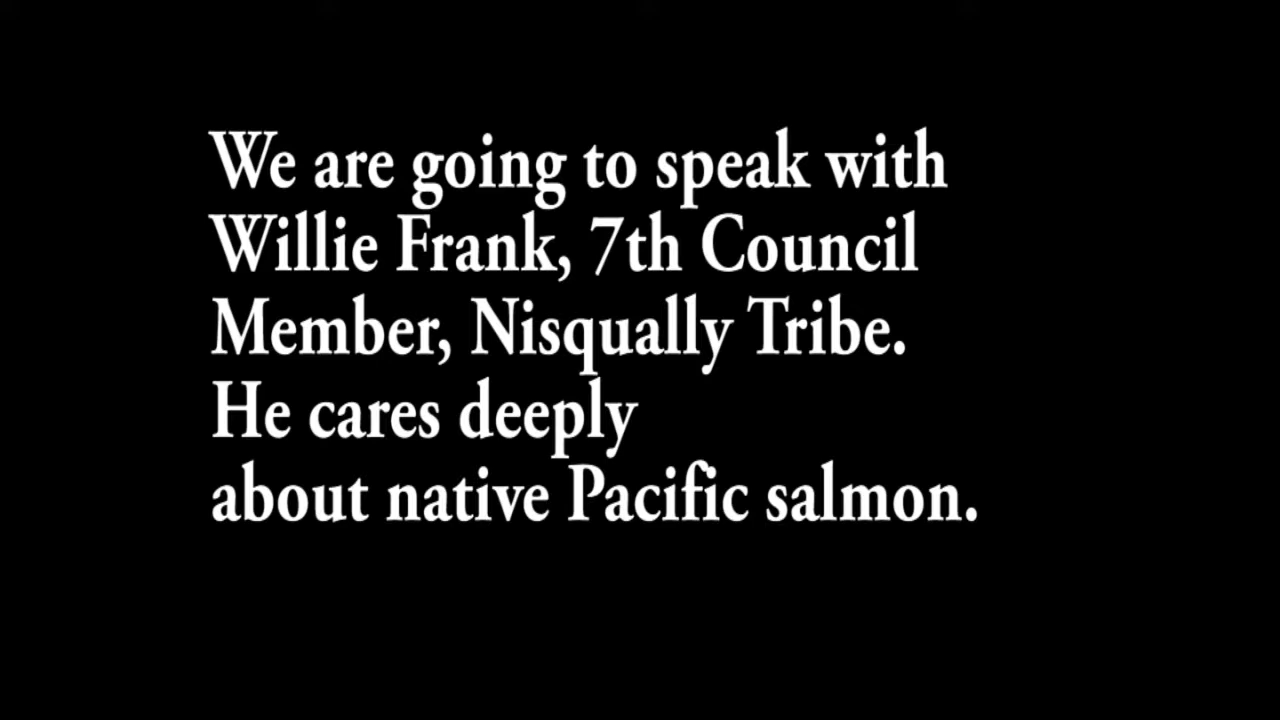 We are going to speak with
Willie Frank, 7th Council
Member, Nisqually Tribe.
He cares deeply
about native Pacific salmon.